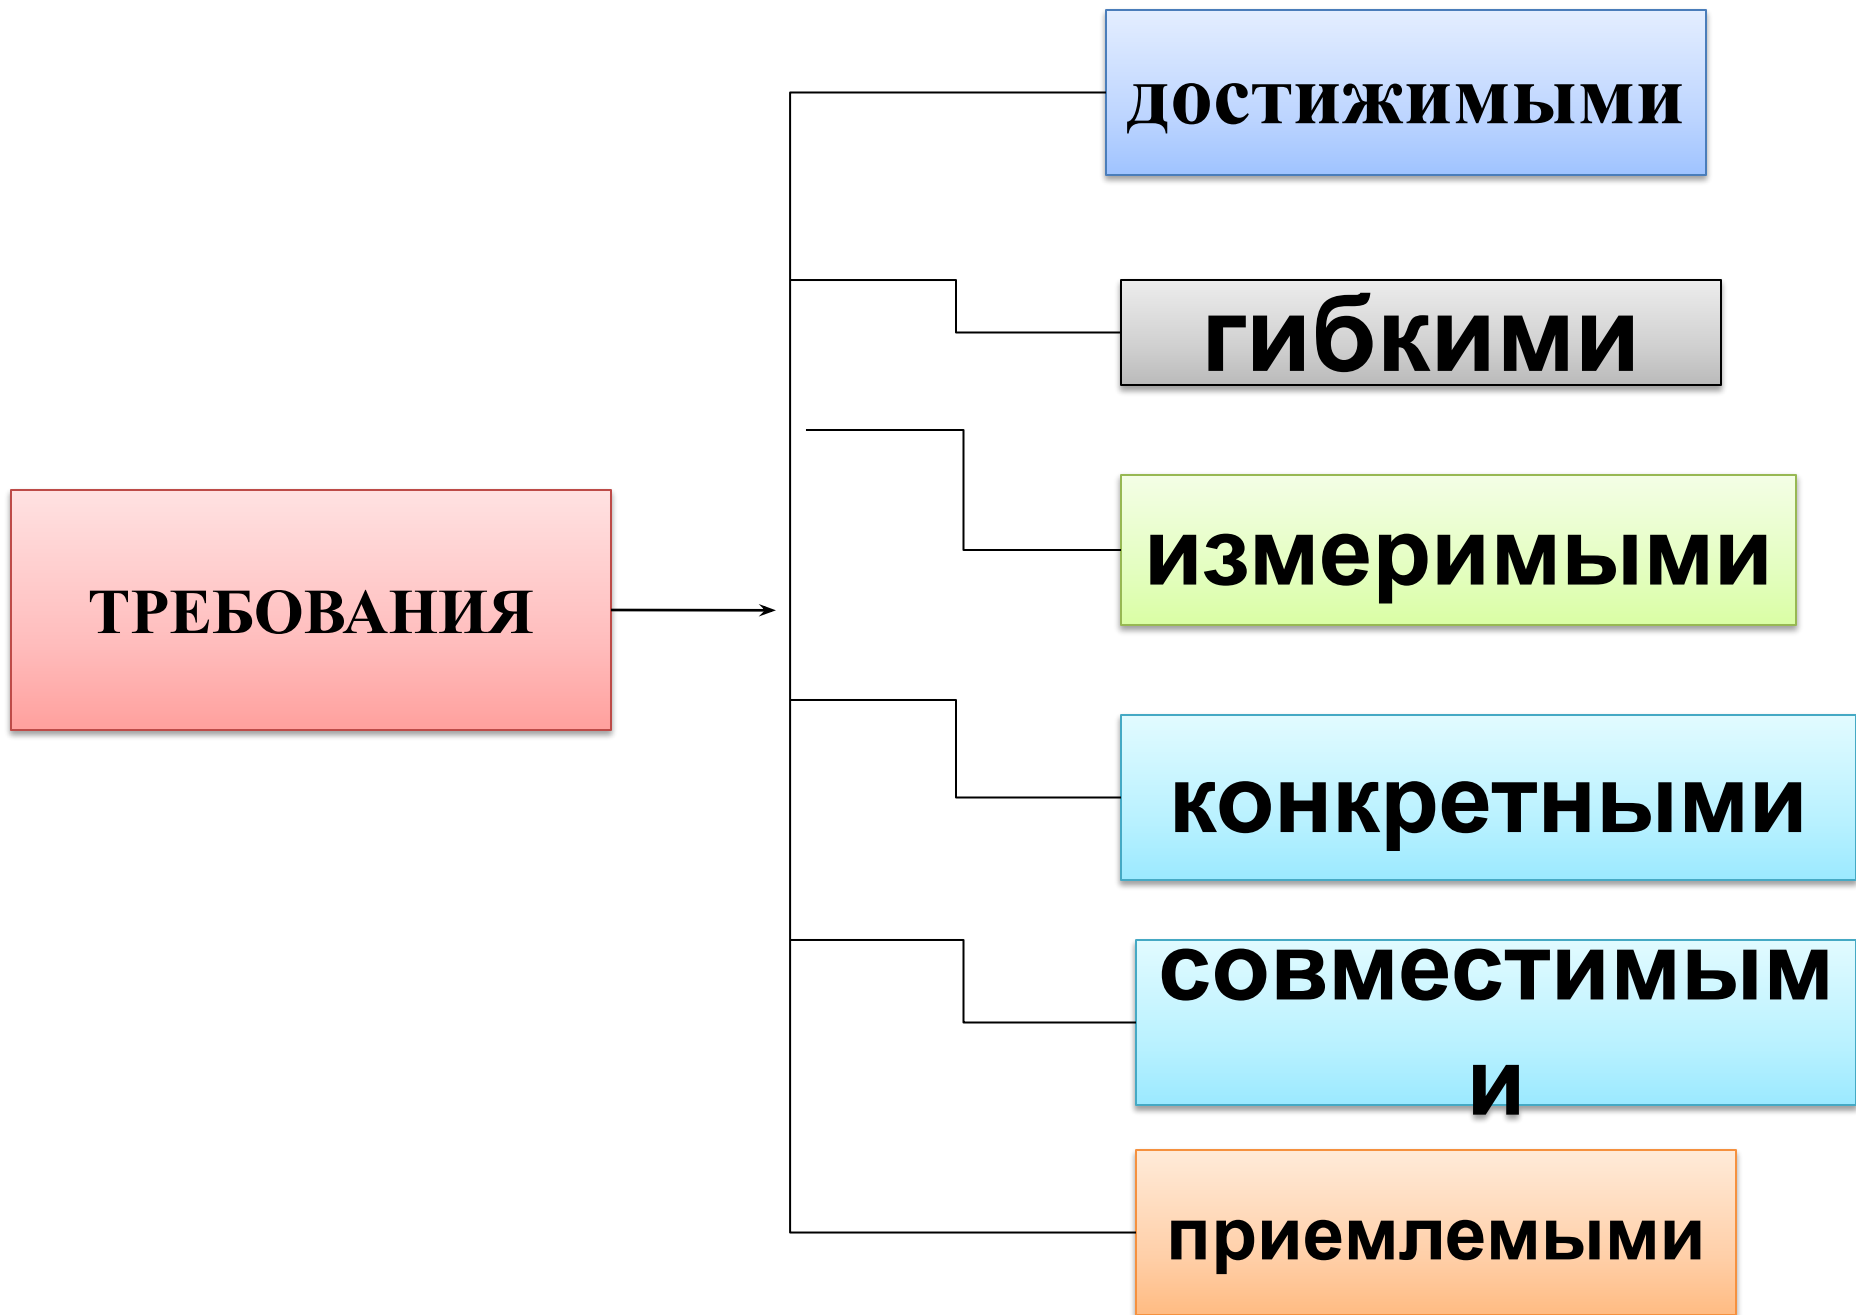 ТРЕБОВАНИЯ
достижимыми
гибкими
измеримыми
конкретными
совместимым
и
приемлемыми